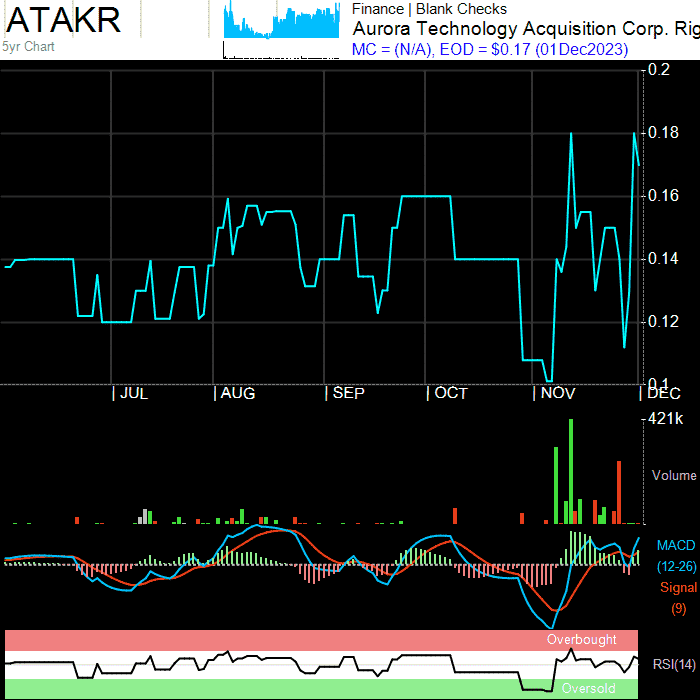 ATAKR
5yr Chart
Finance | Blank Checks
Aurora Technology Acquisition Corp. Rig
MC = (N/A), EOD = $0.17 (01Dec2023)
0.2
0.18
0.16
0.14
0.12
0.1
JUL
AUG
SEP
OCT
NOV
DEC
421k
Volume
MACD
(12-26)
Signal
(9)
Overbought
RSI(14)
Oversold